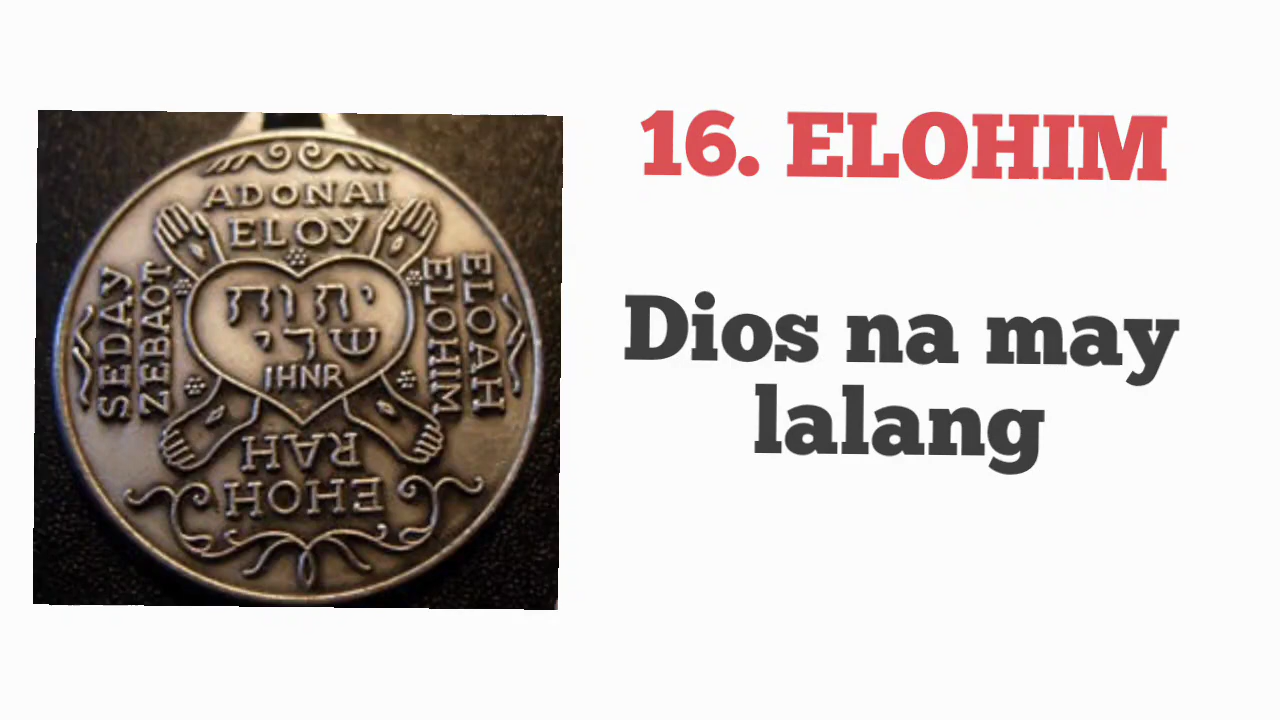 16. ELOHIM
Dios na may
lalang
ADONAI
ELOY
SEDAY
ZEBAOT
ELOAH
ELOHIM
יהוה
שדי
IHNR
EHOH
RAH